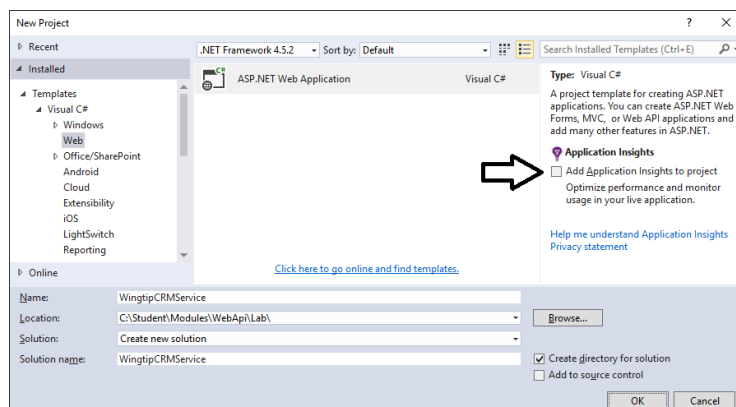 New Project
? X
Recent
.NET Framework 4.5.2 Sort by: Default
Search Installed Templates (Ctrl+E)
Installed
Templates
Visual C#
Windows
Web
Office/SharePoint
Android
Cloud
Extensibility
iOS
LightSwitch
Reporting
Online
C#
ASP.NET Web Application Visual C#
Click here to go online and find templates.
Type: Visual C#
A project template for creating ASP.NET
applications. You can create ASP.NET Web
Forms, MVC, or Web API applications and
add many other features in ASP.NET.
Application Insights
Add Application Insights to project
Optimize performance and monitor
usage in your live application.
Help me understand Application Insights
Privacy statement
Name: WingtipCRMService
Location: C:\Student\Modules\WebApi\Lab\ Browse...
Solution: Create new solution
Solution name: WingtipCRMService
Create directory for solution
Add to source control
OK Cancel